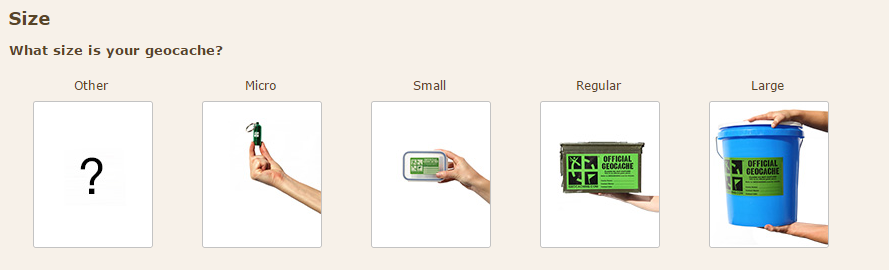 Size
What size is your geocache?
Other
Micro
Small
Regular
Large
?
OFFICIAL
GEOCACHE
OFFICIAL
GEOCACHE